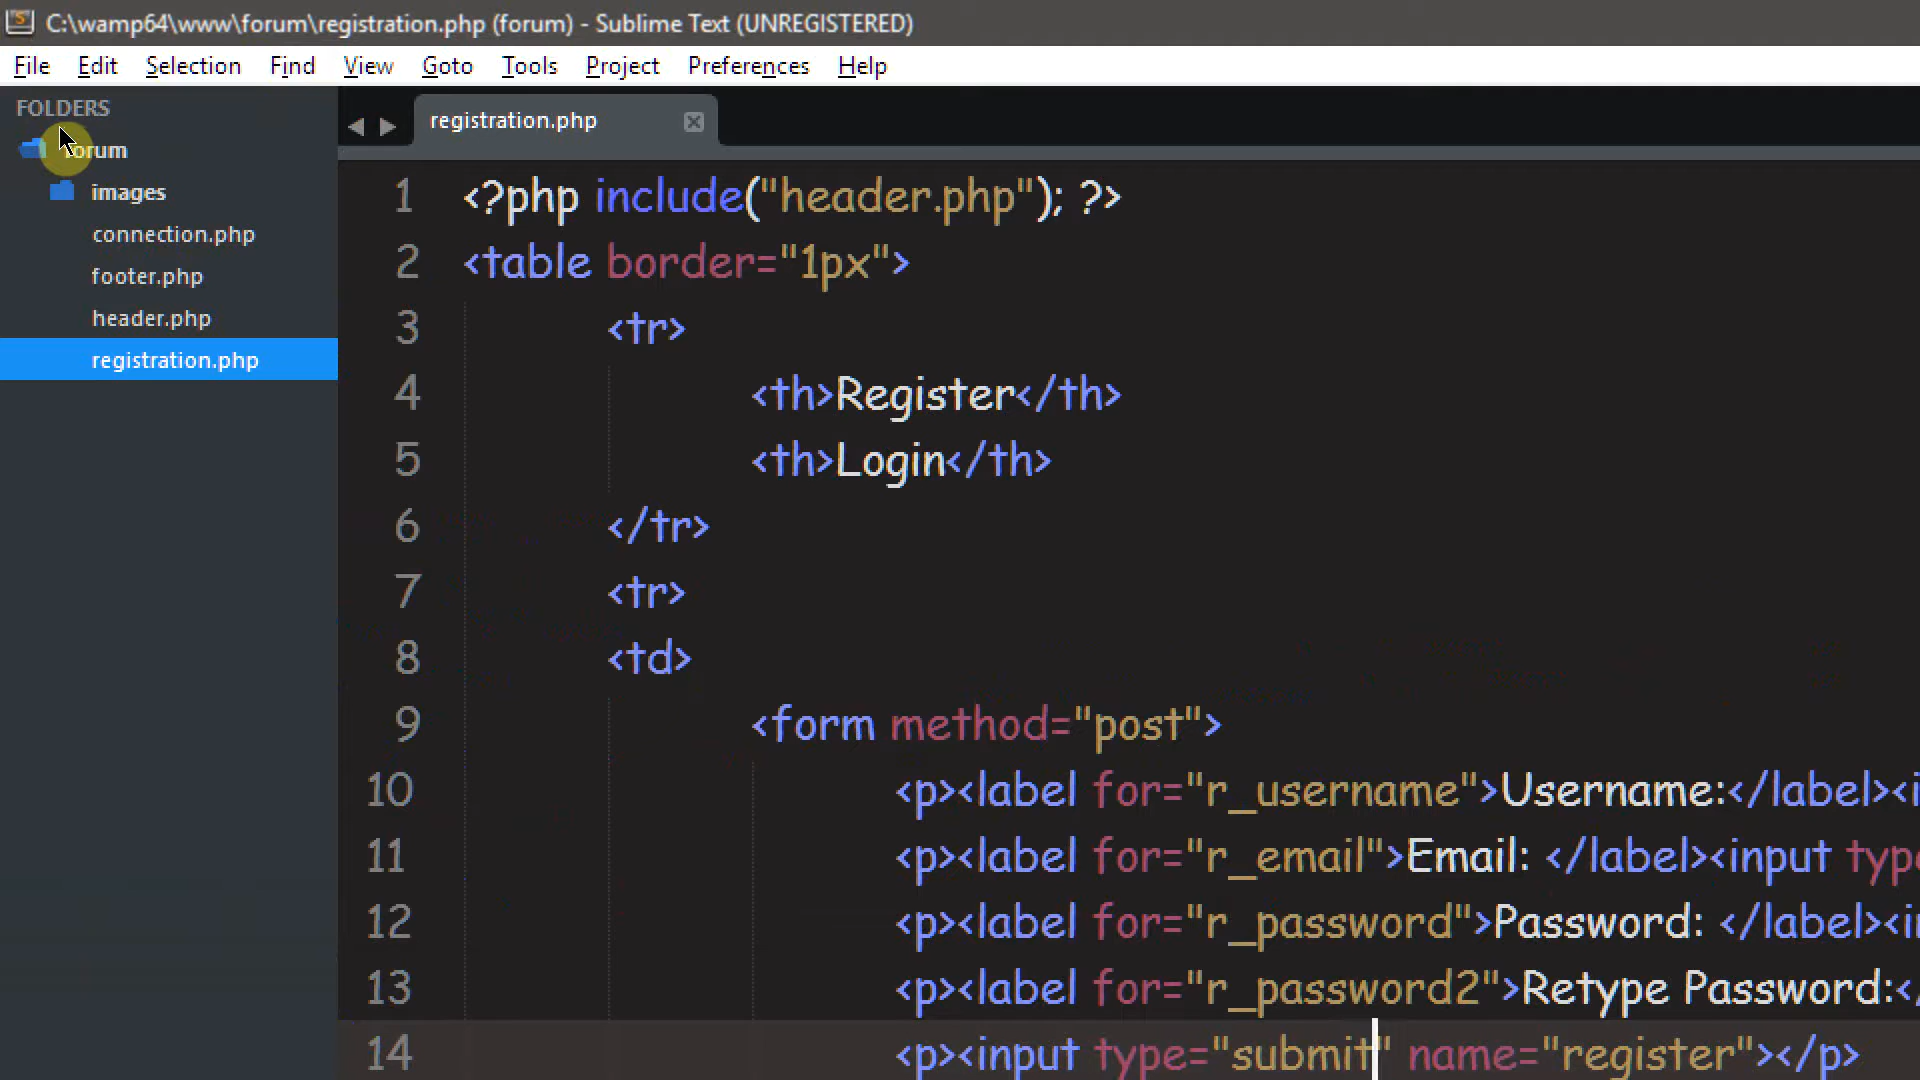 C:\wamp64\www\forum\registration.php (forum) - Sublime Text (UNREGISTERED)
File Edit Selection Find View Goto Tools Project Preferences Help
FOLDERS
forum
images
connection.php
footer.php
header.php
registration.php
registration.php
1 <?php include("header.php"); ?>
2 <table border="1px">
3 <tr>
4 <th>Register</th>
5 <th>Login</th>
6 </tr>
7 <tr>
8 <td>
9 <form method="post">
10 <p><label for="r_username">Username:</label><i
11 <p><label for="r_email">Email: </label><input type
12 <p><label for="r_password">Password: </label><i
13 <p><label for="r_password2">Retype Password:</
14 <p><input type="submit" name="register"></p>